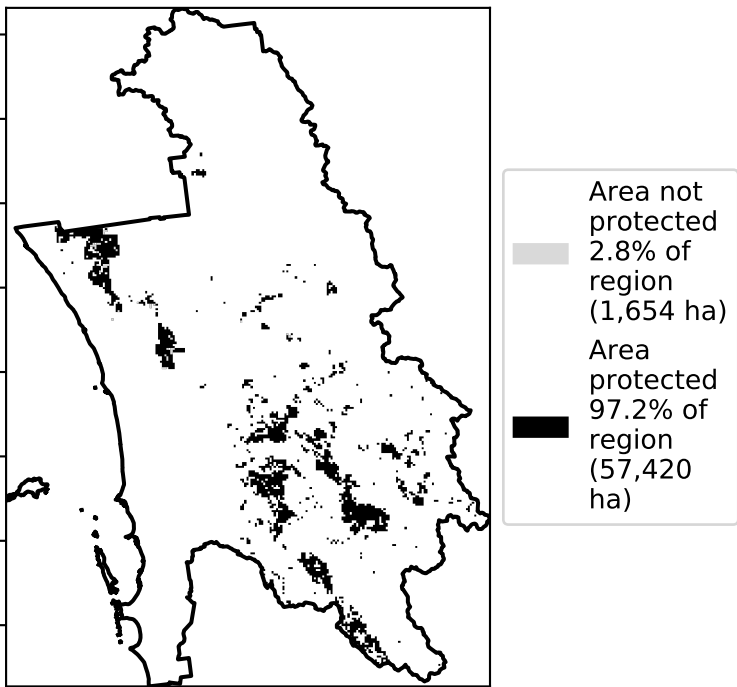 Area not
protected
2.8% of
region
(1,654 ha)
Area
protected
97.2% of
region
(57,420
ha)